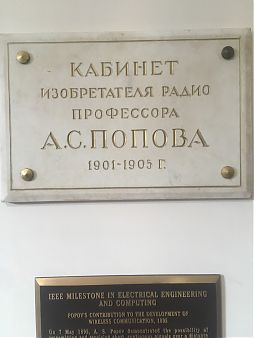 КАБИНЕТ
ИЗОБРЕТАТЕЛЯ РАДИО
ПРОФЕССОРА
А.С.ПОПОВА
1901-1905 Г.
IEEE MILESTONE IN ELECTRICAL ENGINEERING
AND COMPUTING
POPOV'S CONTRIBUTION TO THE DEVELOPMENT OF
WIRELESS COMMUNICATION, 1895
On 7 May 1895, A. S. Popov demonstrated the possibility of